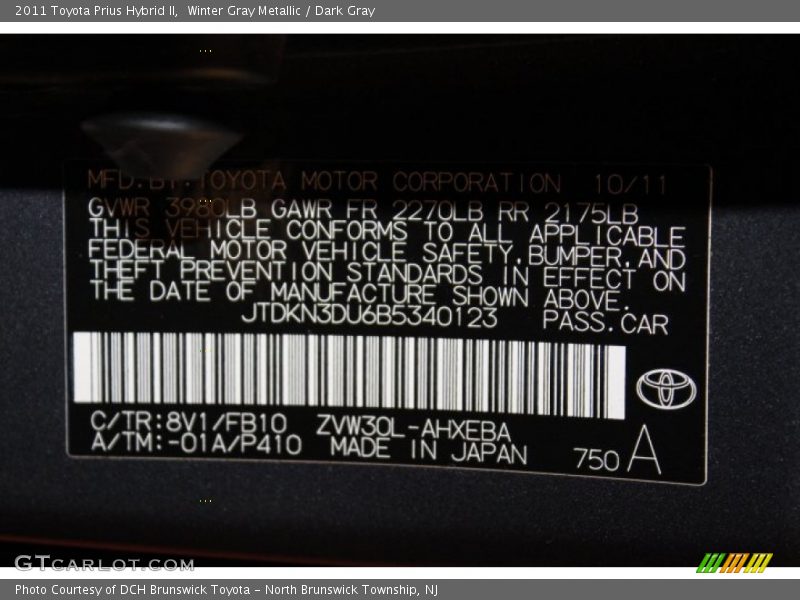 2011 Toyota Prius Hybrid II, Winter Gray Metallic / Dark Gray
MFD.BY:TOYOTA MOTOR CORPORATION 10/11
GVWR 3980LB GAWR FR 2270LB RR 2175LB
THIS VEHICLE CONFORMS TO ALL APPLICABLE
FEDERAL MOTOR VEHICLE SAFETY,BUMPER,AND
THEFT PREVENTION STANDARDS IN EFFECT ON
THE DATE OF MANUFACTURE SHOWN ABOVE.
JTDKN3DU6B5340123 PASS.CAR
C/TR:8V1/FB10 ZVW30L-AHXEBA
A/TM:-01A/P410 MADE IN JAPAN 750 A
GTCARLOT.COM
Photo Courtesy of DCH Brunswick Toyota - North Brunswick Township, NJ